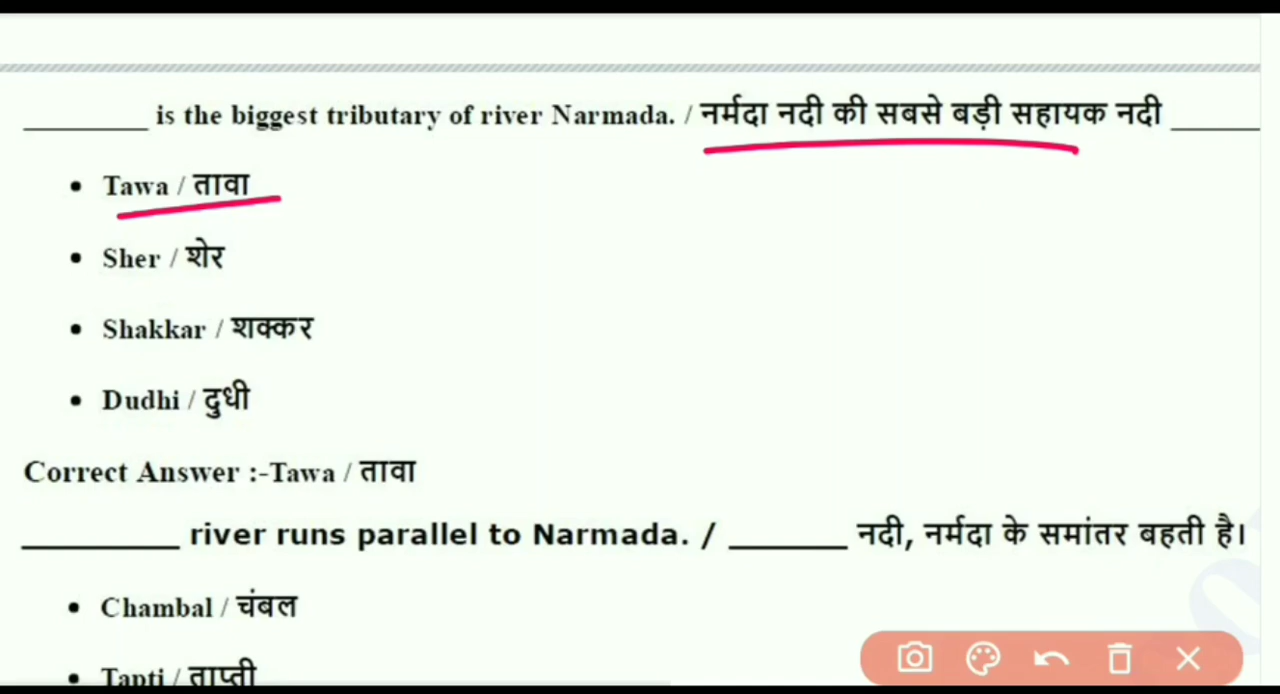 ________ is the biggest tributary of river Narmada. / नर्मदा नदी की सबसे बड़ी सहायक नदी ______
• Tawa / तावा
• Sher / शेर
• Shakkar / शक्कर
• Dudhi / दुधी
Correct Answer :-Tawa / तावा
_________ river runs parallel to Narmada. / _______ नदी, नर्मदा के समांतर बहती है।
• Chambal / चंबल
• Tapti / ताप्ती